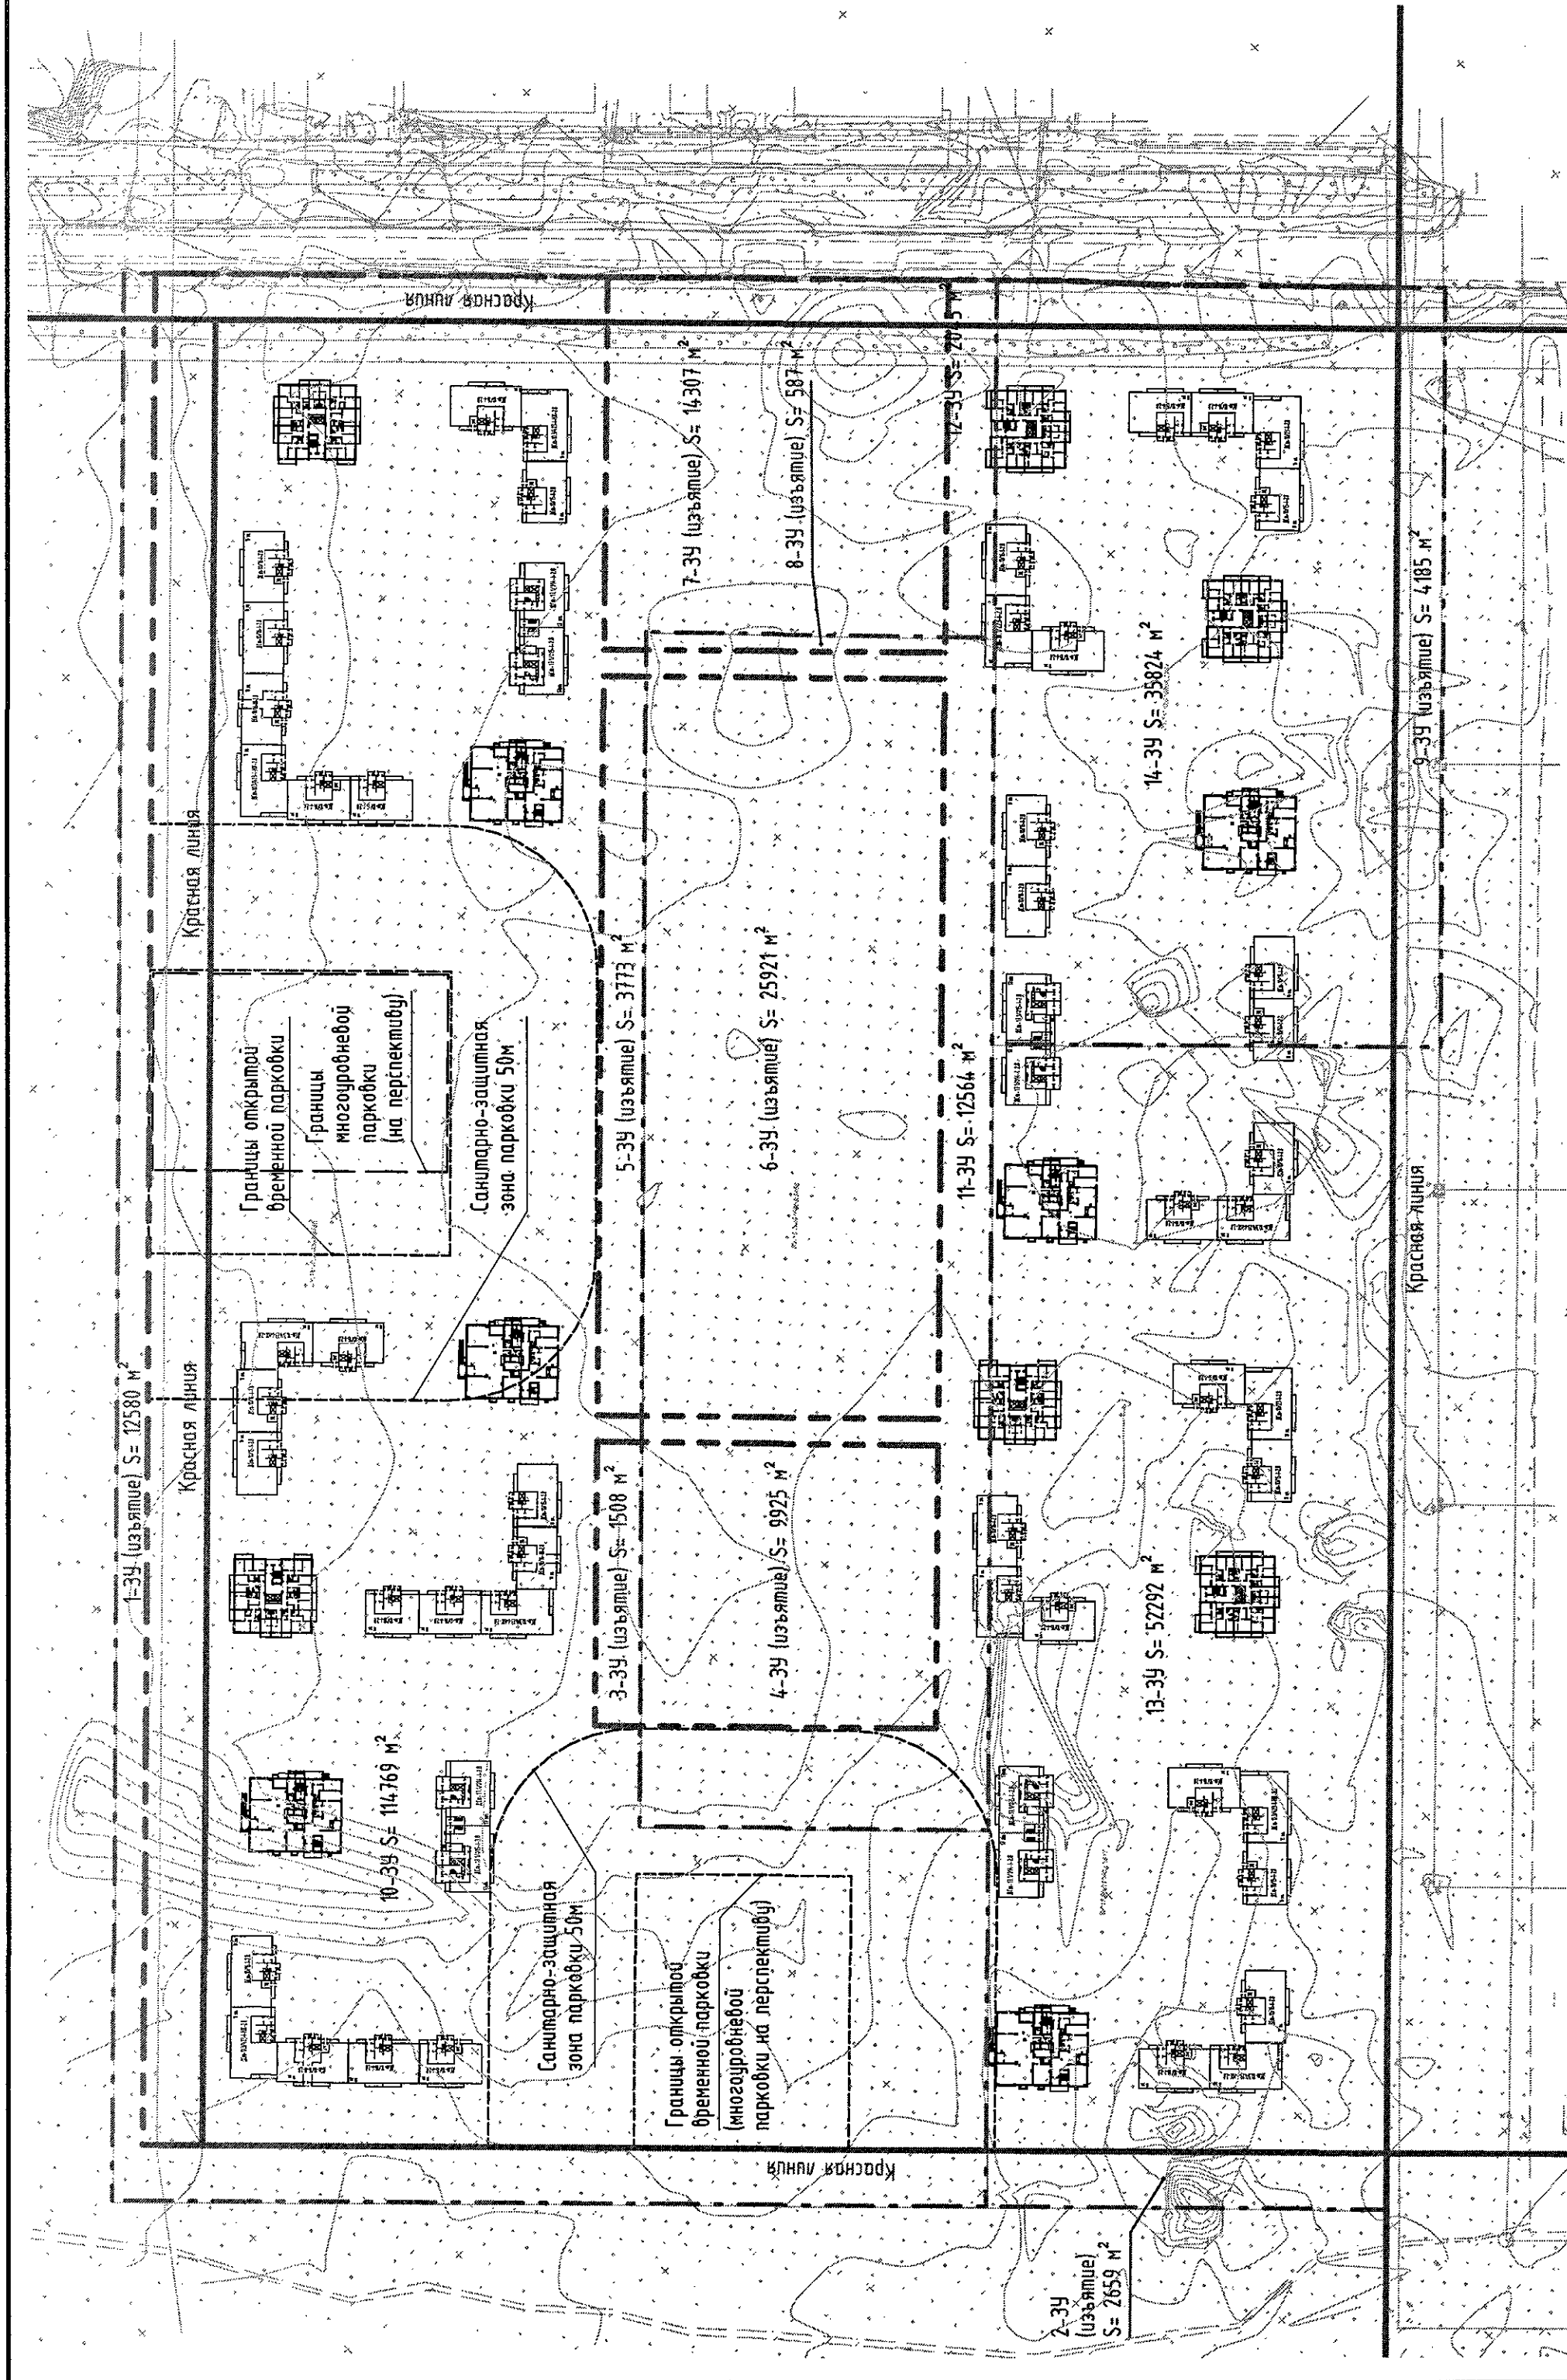 1-ЗУ (изъятие) S= 12580 м²
Красная линия
Красная линия
Красная линия
Границы открытой
временной парковки
Границы
многоуровневой
парковки
(на перспективу)
Санитарно-защитная
зона парковки 50м
10-ЗУ S= 114769 м²
Санитарно-защитная
зона парковки 50м
3-ЗУ (изъятие) S= 1508 м²
5-ЗУ (изъятие) S= 3773 м²
7-ЗУ (изъятие) S= 14307 м²
Границы открытой
временной парковки
(многоуровневой
парковки на перспективу)
4-ЗУ (изъятие) S= 9925 м²
6-ЗУ (изъятие) S= 25921 м²
8-ЗУ (изъятие) S= 587 м²
Красная линия
11-ЗУ S= 12564 м²
12-ЗУ S= 2045 м²
2-ЗУ
(изъятие)
S= 2659 м²
13-ЗУ S= 52292 м²
14-ЗУ S= 35824 м²
Красная линия
9-ЗУ (изъятие) S= 4185 м²